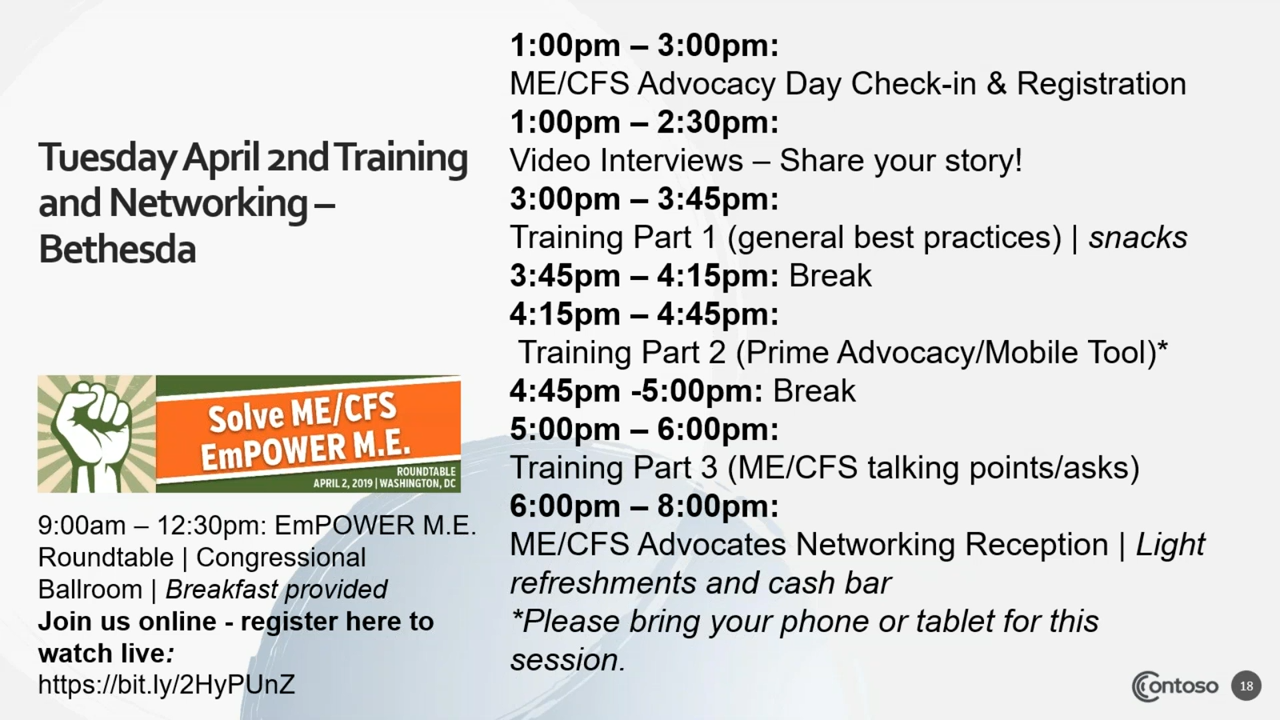 Tuesday April 2nd Training
and Networking –
Bethesda
Solve ME/CFS
EmPOWER M.E.
ROUNDTABLE
APRIL 2, 2019 | WASHINGTON, DC
9:00am – 12:30pm: EmPOWER M.E.
Roundtable | Congressional
Ballroom | Breakfast provided
Join us online - register here to
watch live:
https://bit.ly/2HyPUnZ
1:00pm – 3:00pm:
ME/CFS Advocacy Day Check-in & Registration
1:00pm – 2:30pm:
Video Interviews – Share your story!
3:00pm – 3:45pm:
Training Part 1 (general best practices) | snacks
3:45pm – 4:15pm: Break
4:15pm – 4:45pm:
Training Part 2 (Prime Advocacy/Mobile Tool)*
4:45pm -5:00pm: Break
5:00pm – 6:00pm:
Training Part 3 (ME/CFS talking points/asks)
6:00pm – 8:00pm:
ME/CFS Advocates Networking Reception | Light
refreshments and cash bar
*Please bring your phone or tablet for this
session.
Contoso
18